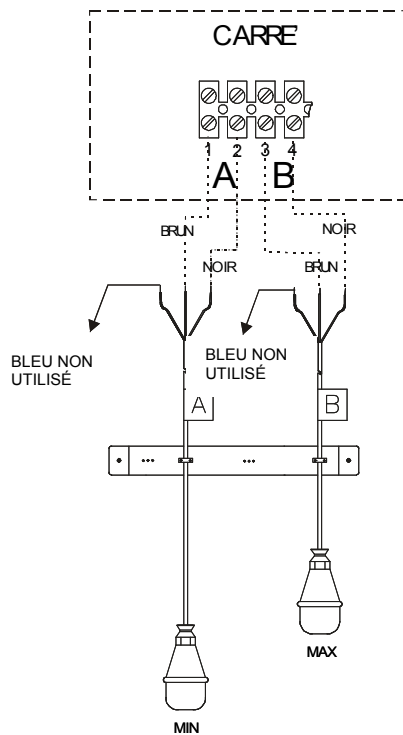 CARRE'
1 2 3 4
A B
BRUN
NOIR
NOIR
BRUN
BLEU NON
UTILISÉ
BLEU NON
UTILISÉ
A
B
MAX
MIN